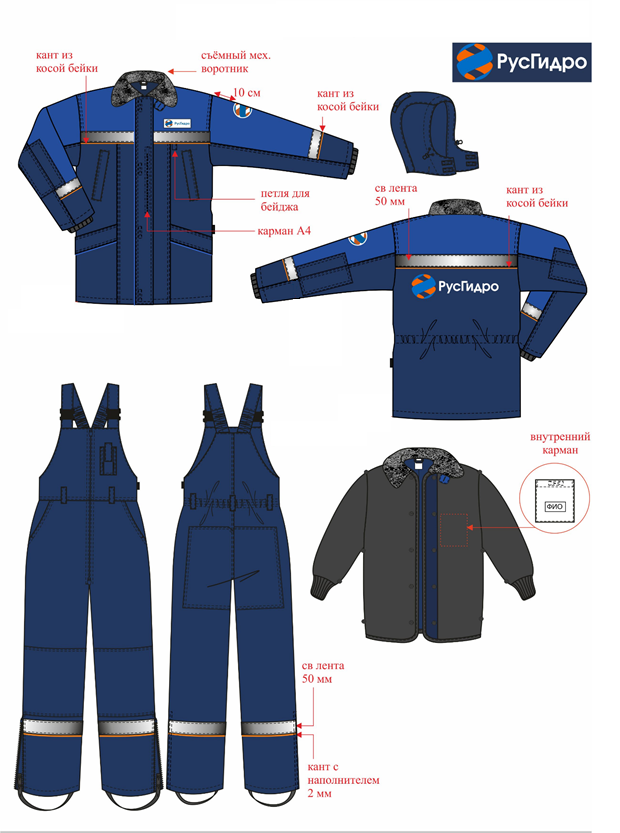 РусГидро
кант из
косой бейки
съёмный мех.
воротник
10 см
кант из
косой бейки
РусГидро
петля для
бейджа
карман А4
св лента
50 мм
кант из
косой бейки
РусГидро
внутренний
карман
ФИО
св лента
50 мм
кант с
наполнителем
2 мм